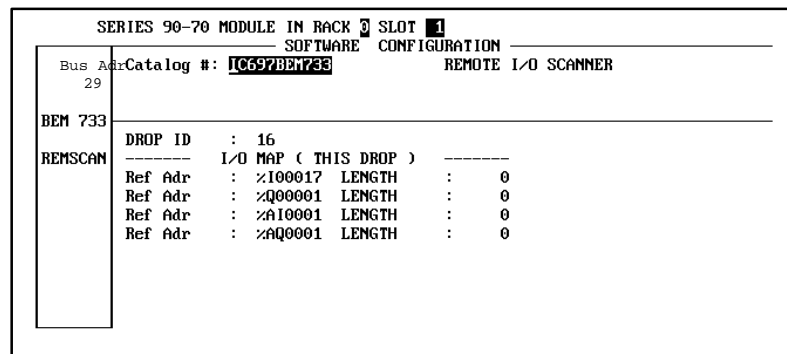 SERIES 90-70 MODULE IN RACK 0 SLOT 1
SOFTWARE CONFIGURATION
Bus Adr Catalog #: IC697BEM733 REMOTE I/O SCANNER
29
BEM 733
DROP ID : 16
REMSCAN ------- I/O MAP ( THIS DROP ) -------
Ref Adr : %I00017 LENGTH : 0
Ref Adr : %Q00001 LENGTH : 0
Ref Adr : %AI0001 LENGTH : 0
Ref Adr : %AQ0001 LENGTH : 0